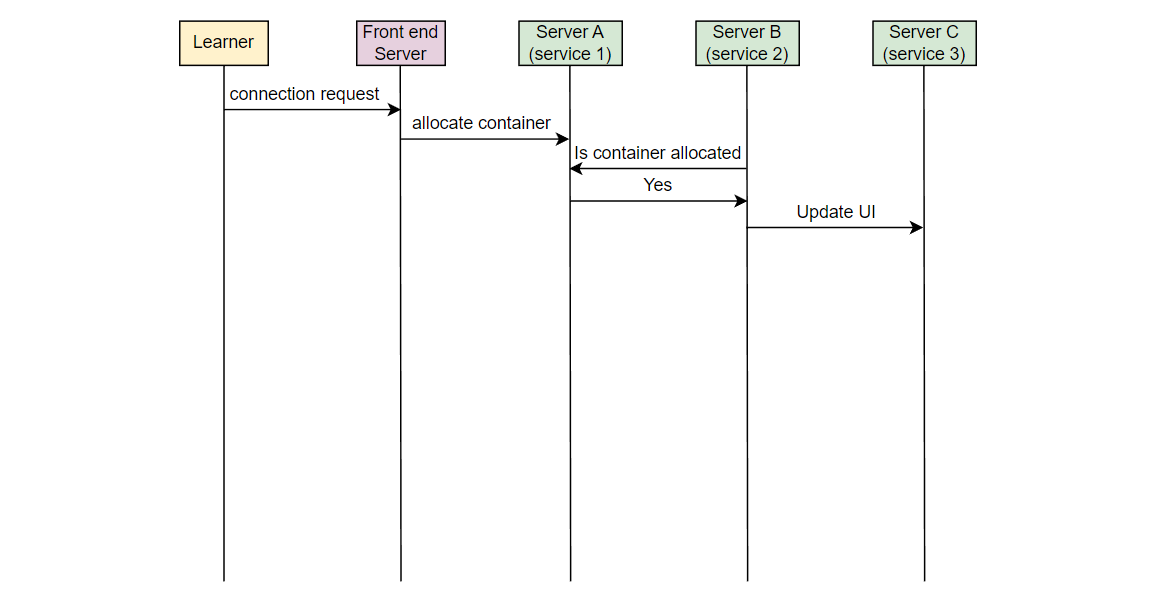 Learner
Front end
Server
Server A
(service 1)
Server B
(service 2)
Server C
(service 3)
connection request
allocate container
Is container allocated
Yes
Update UI